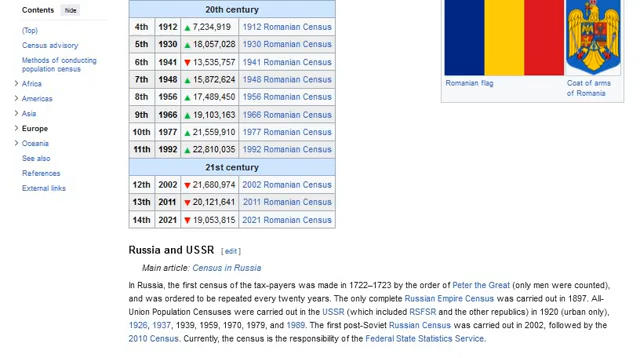 Contents hide
(Top)
Census advisory
Methods of conducting
population census
Africa
Americas
Asia
Europe
Oceania
See also
References
External links
20th century
4th 1912 ▲ 7,234,919 1912 Romanian Census
5th 1930 ▲ 18,057,028 1930 Romanian Census
6th 1941 ▼ 13,535,757 1941 Romanian Census
7th 1948 ▲ 15,872,624 1948 Romanian Census
8th 1956 ▲ 17,489,450 1956 Romanian Census
9th 1966 ▲ 19,103,163 1966 Romanian Census
10th 1977 ▲ 21,559,910 1977 Romanian Census
11th 1992 ▲ 22,810,035 1992 Romanian Census
21st century
12th 2002 ▼ 21,680,974 2002 Romanian Census
13th 2011 ▼ 20,121,641 2011 Romanian Census
14th 2021 ▼ 19,053,815 2021 Romanian Census
Romanian flag
Coat of arms
of Romania
Russia and USSR [ edit ]
Main article: Census in Russia
In Russia, the first census of the tax-payers was made in 1722–1723 by the order of Peter the Great (only men were counted),
and was ordered to be repeated every twenty years. The only complete Russian Empire Census was carried out in 1897. All-
Union Population Censuses were carried out in the USSR (which included RSFSR and the other republics) in 1920 (urban only),
1926, 1937, 1939, 1959, 1970, 1979, and 1989. The first post-Soviet Russian Census was carried out in 2002, followed by the
2010 Census. Currently, the census is the responsibility of the Federal State Statistics Service.